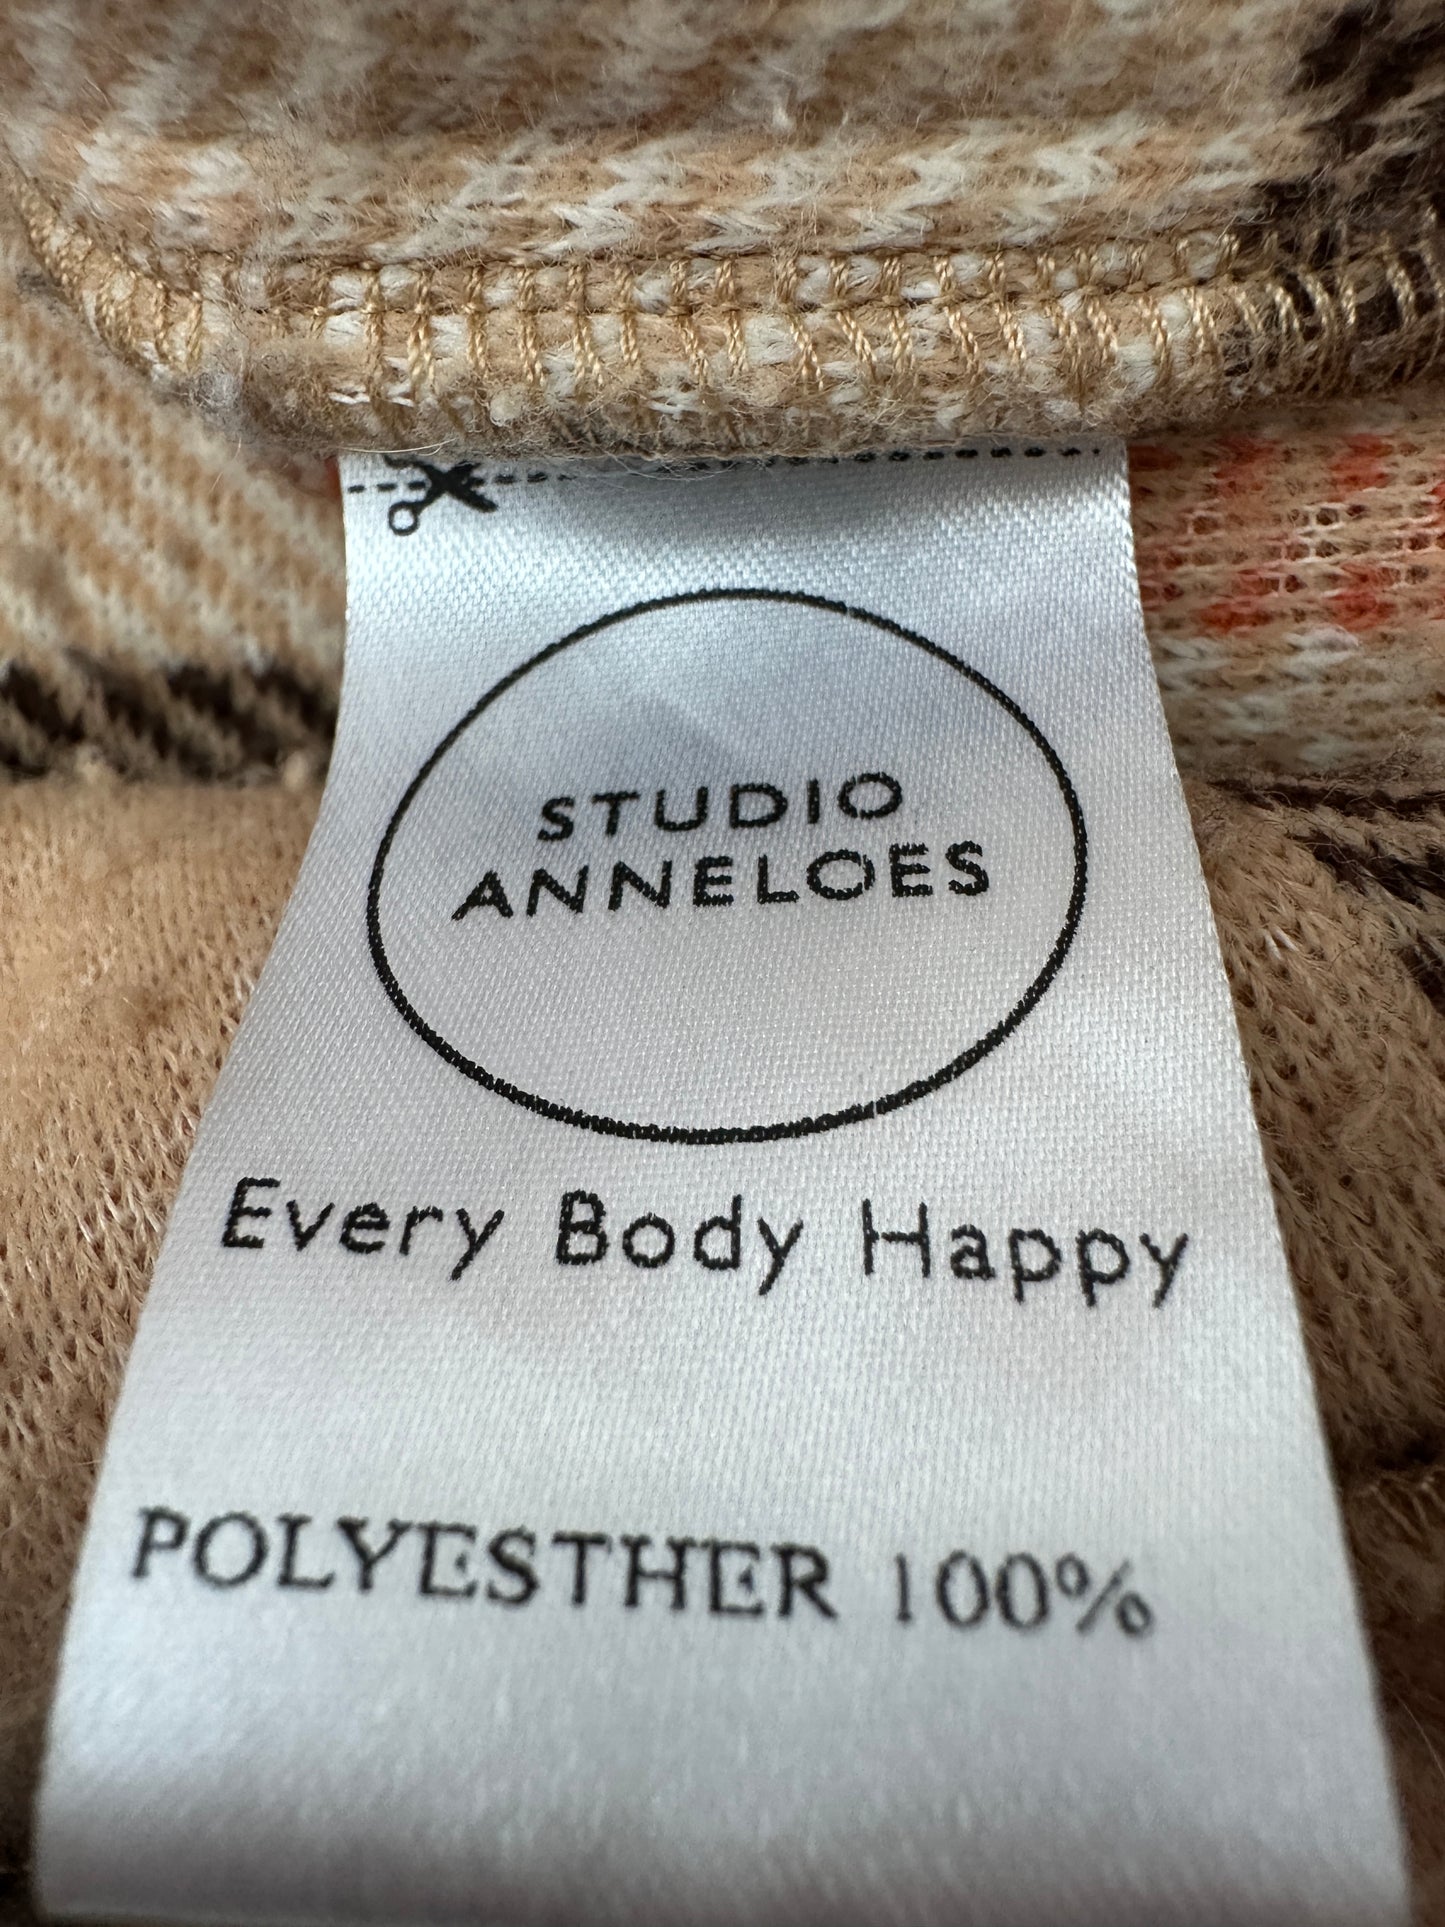 STUDIO
ANNELOES
Every Body Happy
POLYESTHER 100%